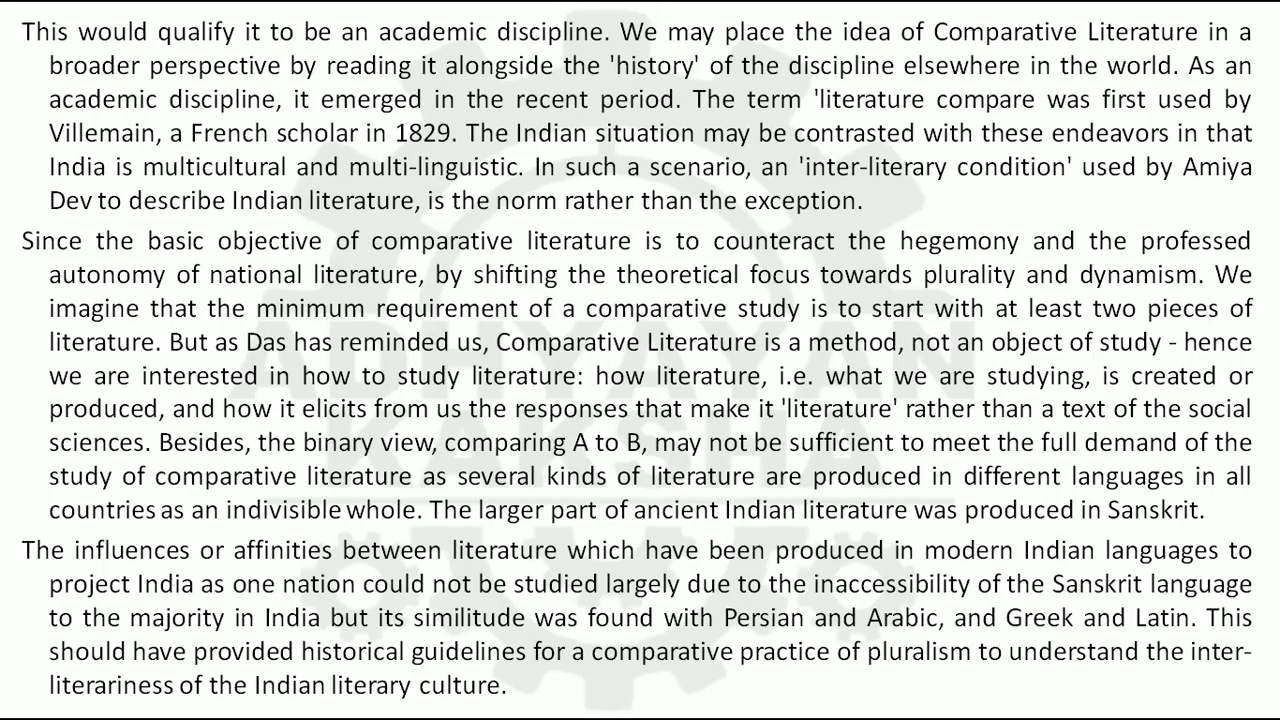 This would qualify it to be an academic discipline. We may place the idea of Comparative Literature in a
broader perspective by reading it alongside the 'history' of the discipline elsewhere in the world. As an
academic discipline, it emerged in the recent period. The term 'literature compare was first used by
Villemain, a French scholar in 1829. The Indian situation may be contrasted with these endeavors in that
India is multicultural and multi-linguistic. In such a scenario, an 'inter-literary condition' used by Amiya
Dev to describe Indian literature, is the norm rather than the exception.
Since the basic objective of comparative literature is to counteract the hegemony and the professed
autonomy of national literature, by shifting the theoretical focus towards plurality and dynamism. We
imagine that the minimum requirement of a comparative study is to start with at least two pieces of
literature. But as Das has reminded us, Comparative Literature is a method, not an object of study - hence
we are interested in how to study literature: how literature, i.e. what we are studying, is created or
produced, and how it elicits from us the responses that make it 'literature' rather than a text of the social
sciences. Besides, the binary view, comparing A to B, may not be sufficient to meet the full demand of the
study of comparative literature as several kinds of literature are produced in different languages in all
countries as an indivisible whole. The larger part of ancient Indian literature was produced in Sanskrit.
The influences or affinities between literature which have been produced in modern Indian languages to
project India as one nation could not be studied largely due to the inaccessibility of the Sanskrit language
to the majority in India but its similitude was found with Persian and Arabic, and Greek and Latin. This
should have provided historical guidelines for a comparative practice of pluralism to understand the inter-
literariness of the Indian literary culture.
ADHYAYAN
KAKSHA